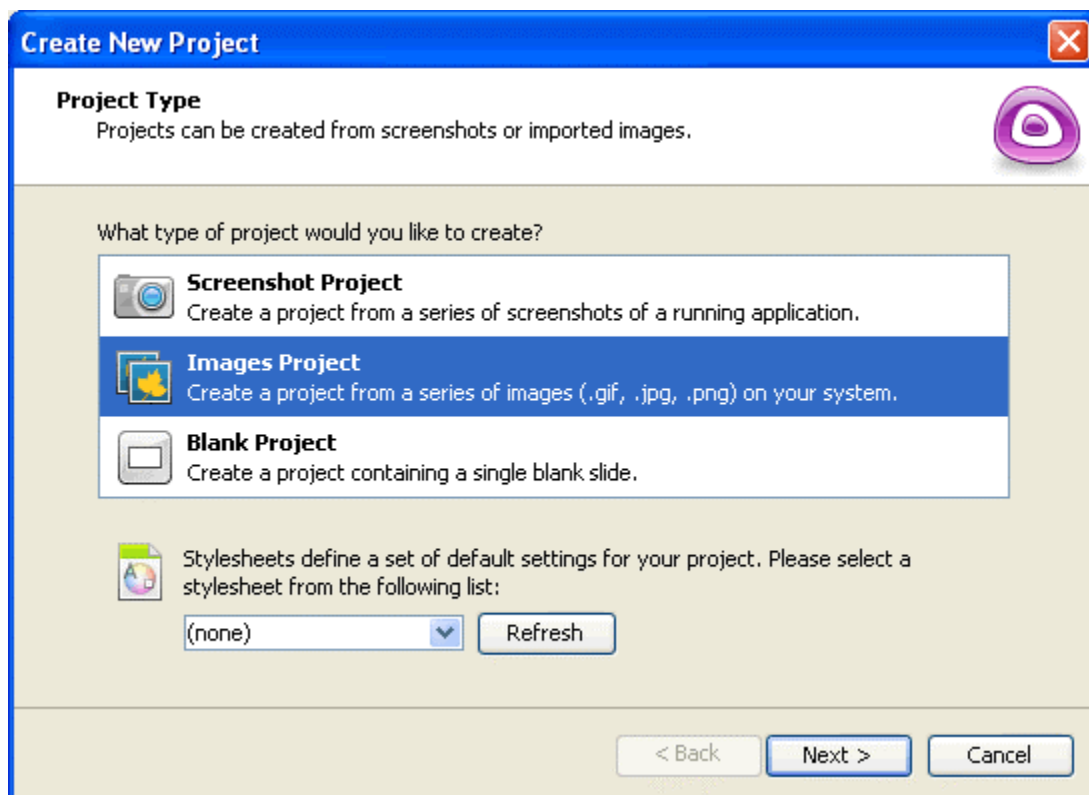 Create New Project
Project Type
Projects can be created from screenshots or imported images.
What type of project would you like to create?
Screenshot Project
Create a project from a series of screenshots of a running application.
Images Project
Create a project from a series of images (.gif, .jpg, .png) on your system.
Blank Project
Create a project containing a single blank slide.
Stylesheets define a set of default settings for your project. Please select a
stylesheet from the following list:
(none)
Refresh
< Back
Next >
Cancel